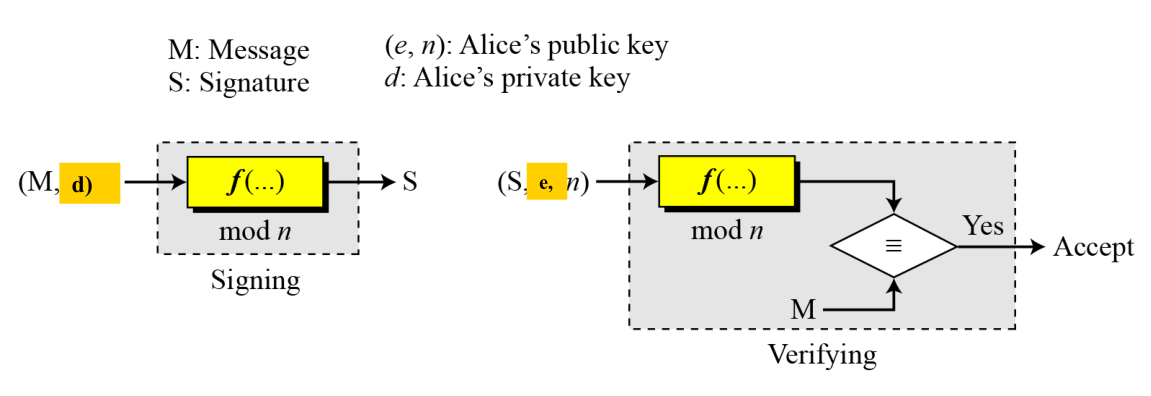 M: Message
S: Signature
(e, n): Alice’s public key
d: Alice’s private key
(M, d)
f(...)
mod n
S
Signing
(S, e, n)
f(...)
mod n
≡
Yes
Accept
M
Verifying